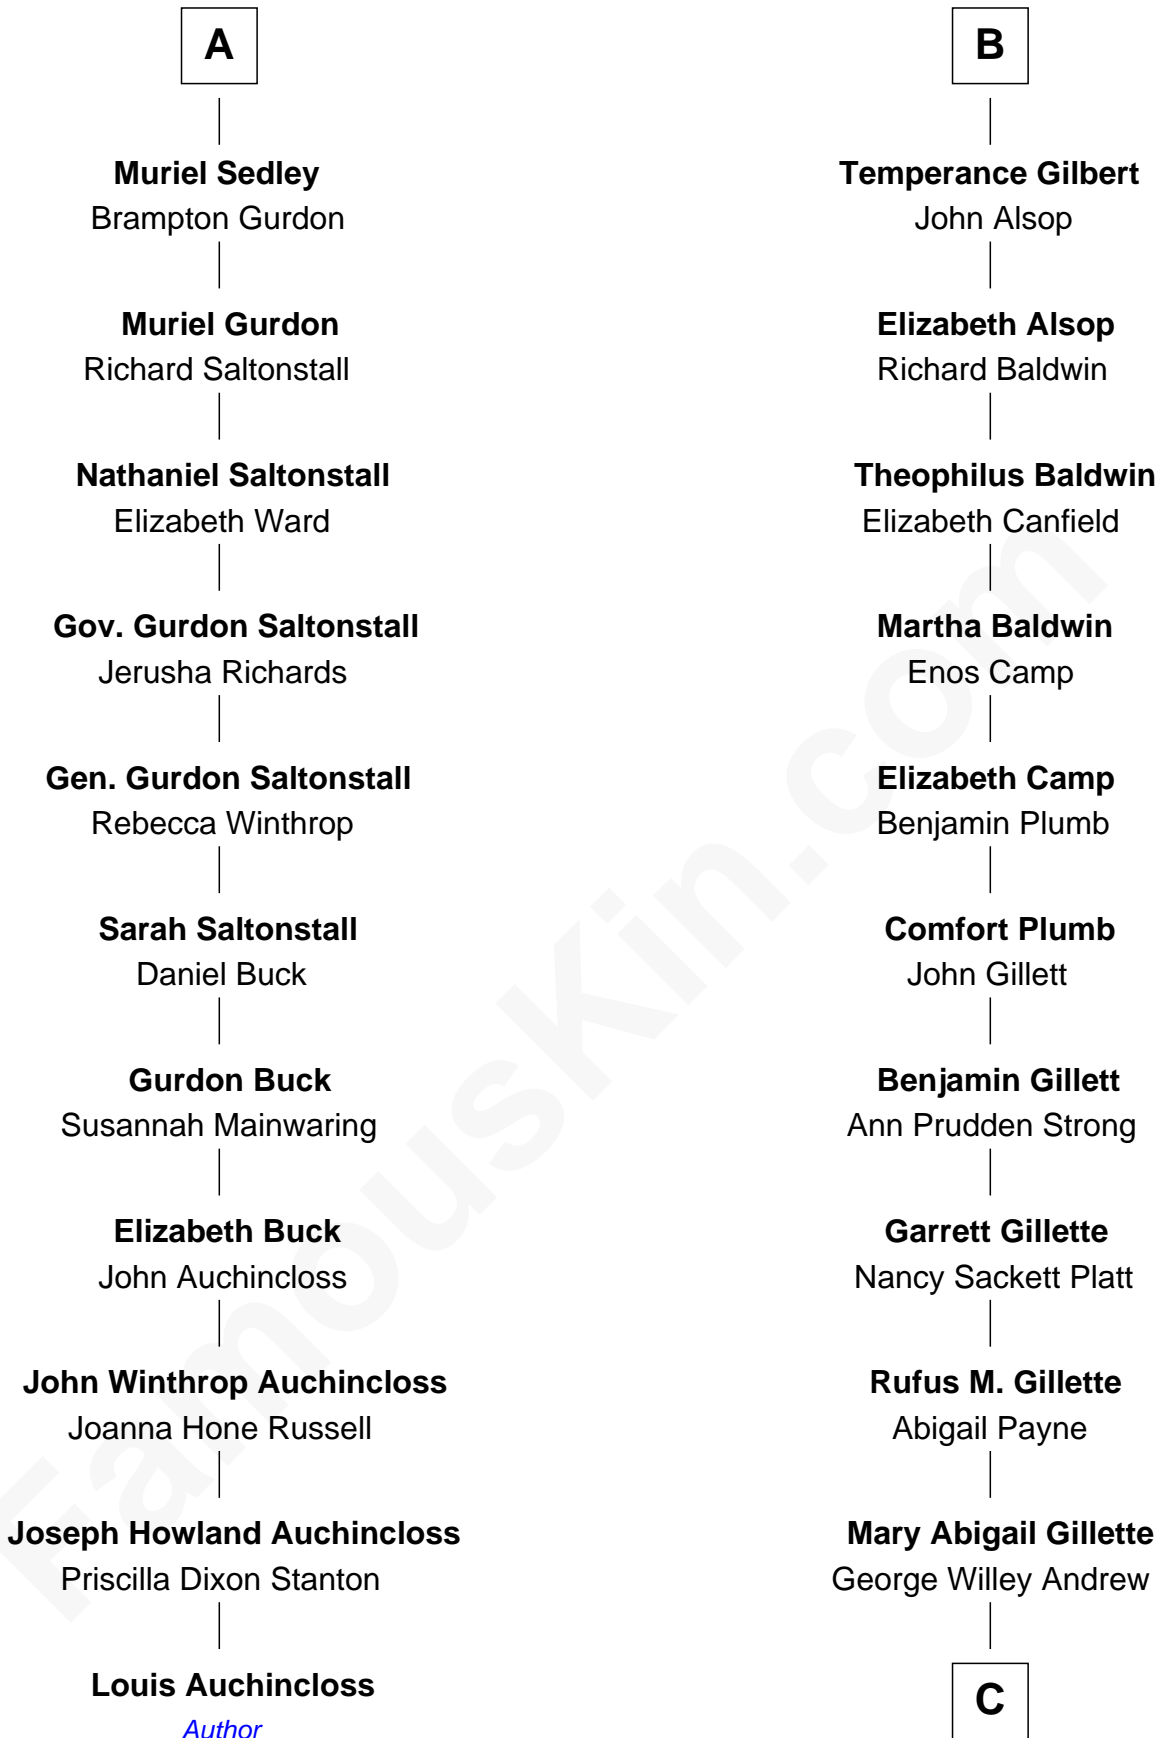 A
Muriel Sedley
Brampton Gurdon
Muriel Gurdon
Richard Saltonstall
Nathaniel Saltonstall
Elizabeth Ward
Gov. Gurdon Saltonstall
Jerusha Richards
Gen. Gurdon Saltonstall
Rebecca Winthrop
Sarah Saltonstall
Daniel Buck
Gurdon Buck
Susannah Mainwaring
Elizabeth Buck
John Auchincloss
John Winthrop Auchincloss
Joanna Hone Russell
Joseph Howland Auchincloss
Priscilla Dixon Stanton
Louis Auchincloss
Author
B
Temperance Gilbert
John Alsop
Elizabeth Alsop
Richard Baldwin
Theophilus Baldwin
Elizabeth Canfield
Martha Baldwin
Enos Camp
Elizabeth Camp
Benjamin Plumb
Comfort Plumb
John Gillett
Benjamin Gillett
Ann Prudden Strong
Garrett Gillette
Nancy Sackett Platt
Rufus M. Gillette
Abigail Payne
Mary Abigail Gillette
George Willey Andrew
C
FamousKin.com